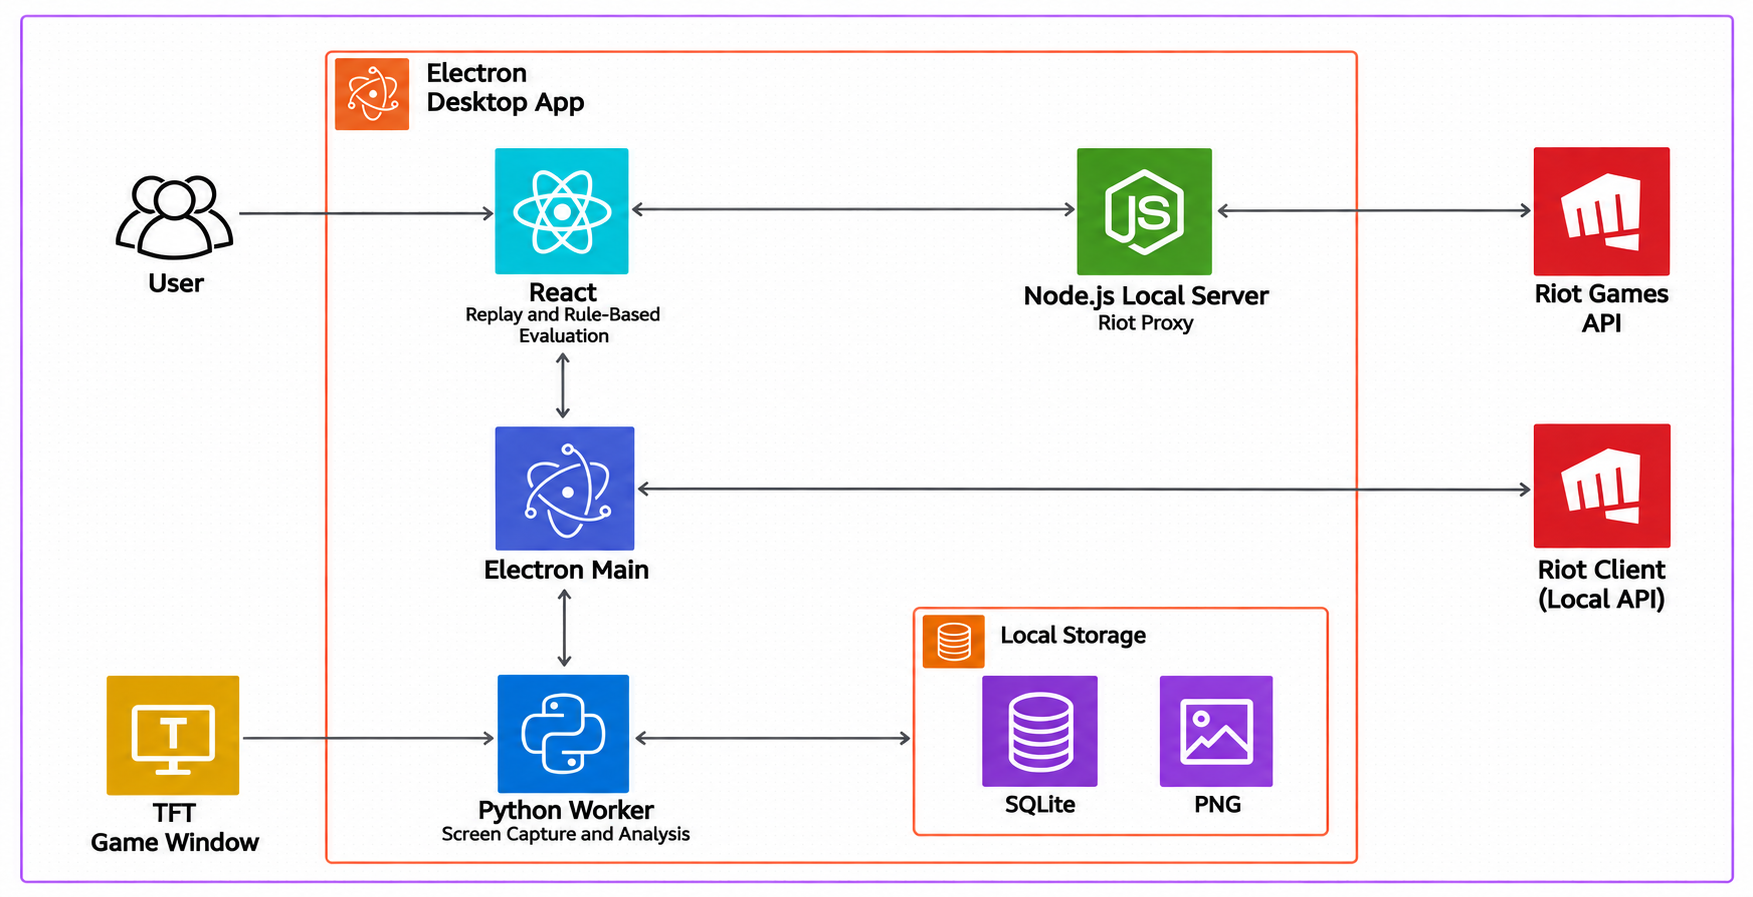 Electron
Desktop App
User
React
Replay and Rule-Based
Evaluation
JS
Node.js Local Server
Riot Proxy
Riot Games
API
Electron Main
Riot Client
(Local API)
T
TFT
Game Window
Python Worker
Screen Capture and Analysis
Local Storage
SQLite
PNG